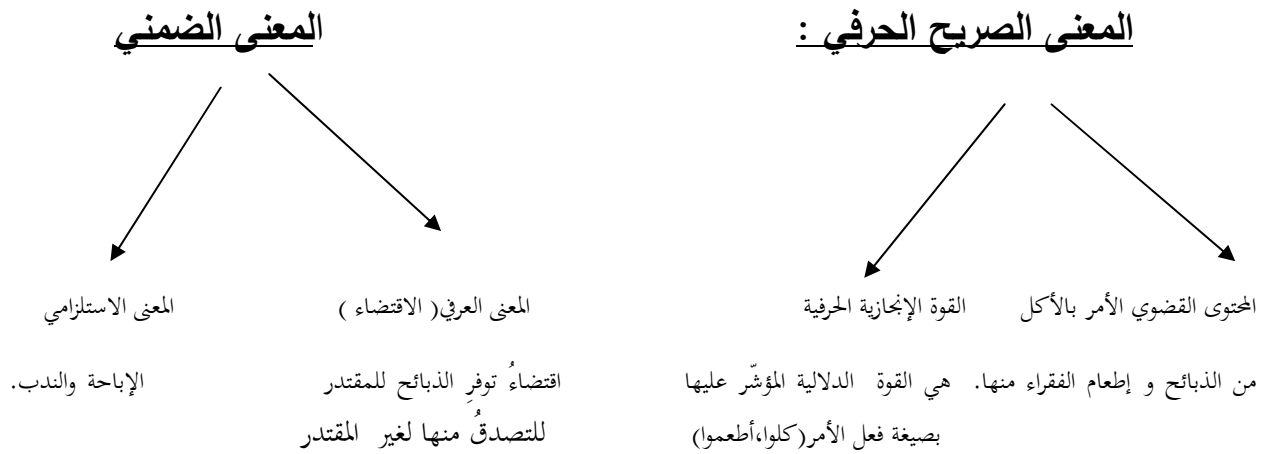 المعنى الصريح الحرفي :
المعنى الضمني
المحتوى القضوي الأمر بالأكل
القوة الإنجازية الحرفية
المعنى العرفي( الاقتضاء )
المعنى الاستلزامي
من الذبائح و إطعام الفقراء منها.
هي القوة الدلالية المؤشّر عليها
اقتضاءُ توفرِ الذبائح للمقتدر
الإباحة والندب.
بصيغة فعل الأمر(كلوا،أطعموا)
للتصدقُ منها لغير المقتدر